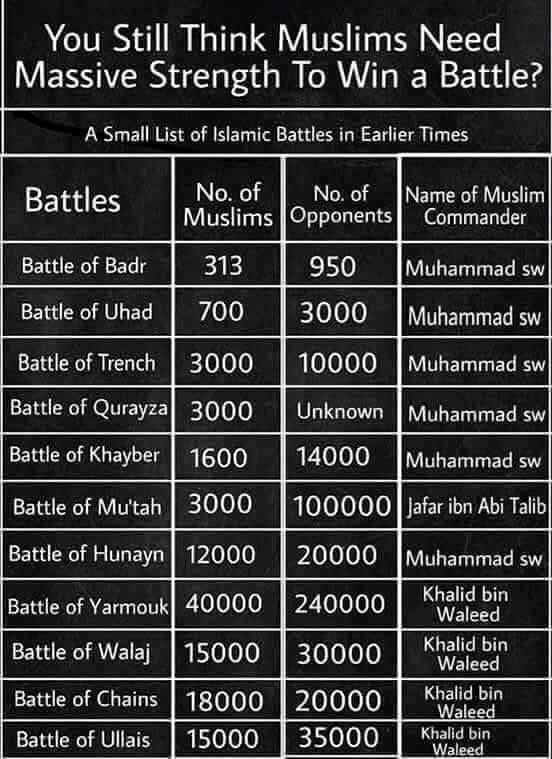 You Still Think Muslims Need
Massive Strength To Win a Battle?
A Small List of Islamic Battles in Earlier Times
Battles
No. of
Muslims
No. of
Opponents
Name of Muslim
Commander
Battle of Badr 313 950 Muhammad sw
Battle of Uhad 700 3000 Muhammad sw
Battle of Trench 3000 10000 Muhammad sw
Battle of Qurayza 3000 Unknown Muhammad sw
Battle of Khayber 1600 14000 Muhammad sw
Battle of Mu'tah 3000 100000 Jafar ibn Abi Talib
Battle of Hunayn 12000 20000 Muhammad sw
Battle of Yarmouk 40000 240000 Khalid bin
Waleed
Battle of Walaj 15000 30000 Khalid bin
Waleed
Battle of Chains 18000 20000 Khalid bin
Waleed
Battle of Ullais 15000 35000 Khalid bin
Waleed